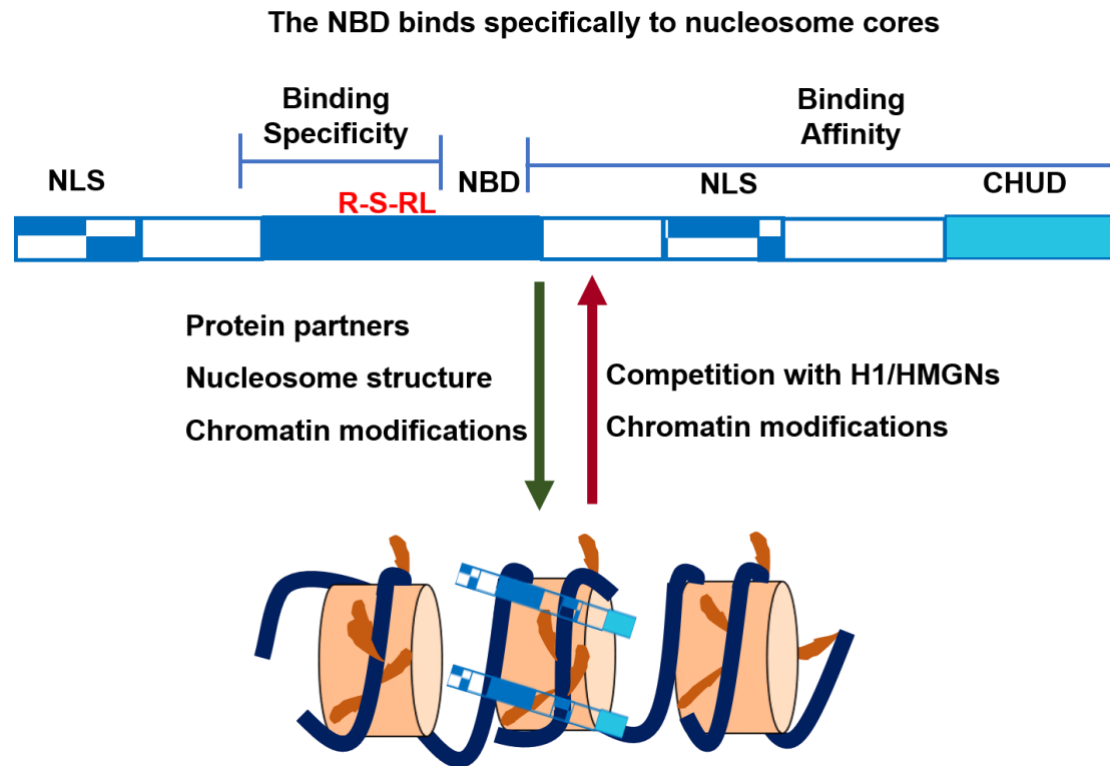 The NBD binds specifically to nucleosome cores
Binding
Specificity
Binding
Affinity
NLS
NBD
NLS
CHUD
R-S-RL
Protein partners
Nucleosome structure
Chromatin modifications
Competition with H1/HMGNs
Chromatin modifications